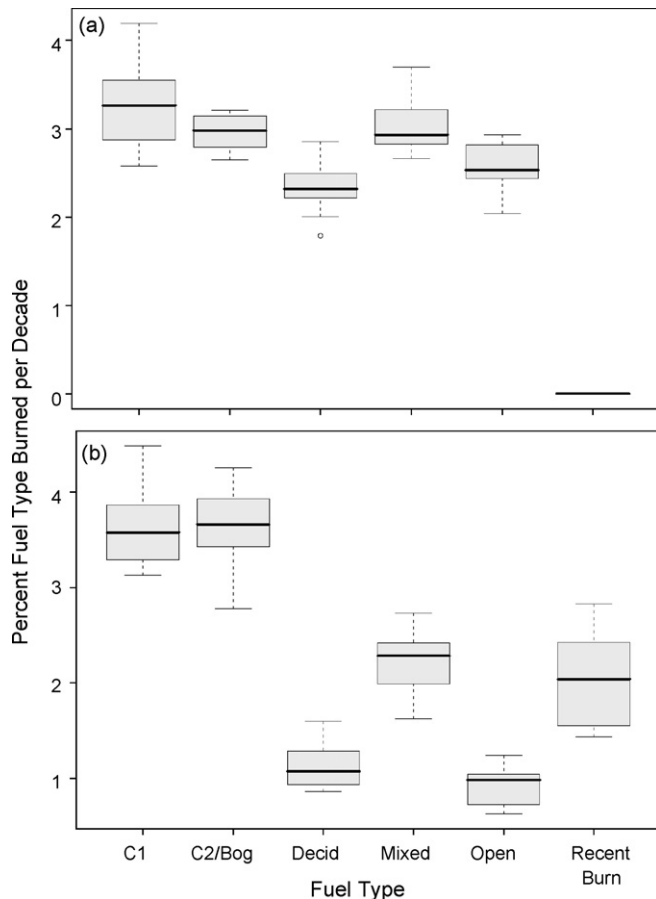 (a)
4
3
2
1
0
(b)
4
3
2
1
Percent Fuel Type Burned per Decade
C1 C2/Bog Decid Mixed Open Recent
Burn
Fuel Type